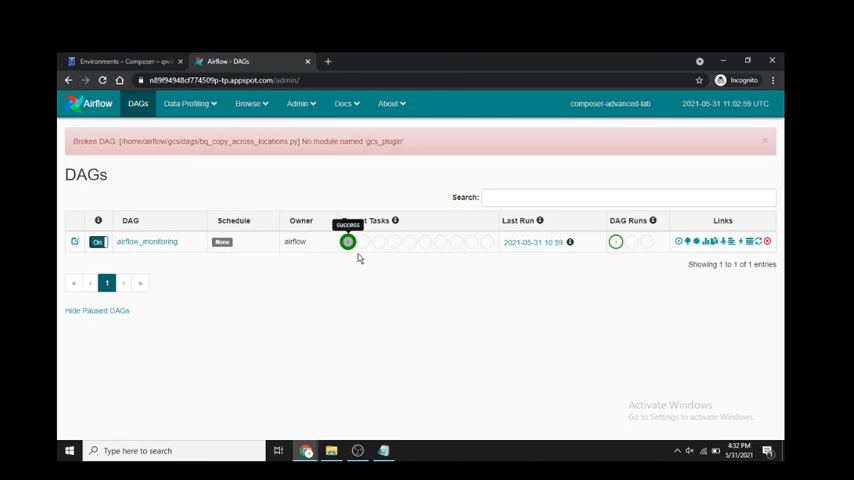 Environments – Composer – qwi
Airflow - DAGs
n89f94948cf774509p-tp.appspot.com/admin/
Incognito
Airflow DAGs Data Profiling Browse Admin Docs About composer-advanced-lab 2021-05-31 11:02:59 UTC
Broken DAG: [/home/airflow/gcs/dags/bq_copy_across_locations.py] No module named 'gcs_plugin'
×
DAGs
Search:
success
DAG Schedule Owner Tasks Last Run DAG Runs Links
On airflow_monitoring None airflow 1 2021-05-31 10:59 1
Showing 1 to 1 of 1 entries
« ‹ 1 › »
Hide Paused DAGs
Activate Windows
Go to Settings to activate Windows.
Type here to search
4:32 PM
5/31/2021